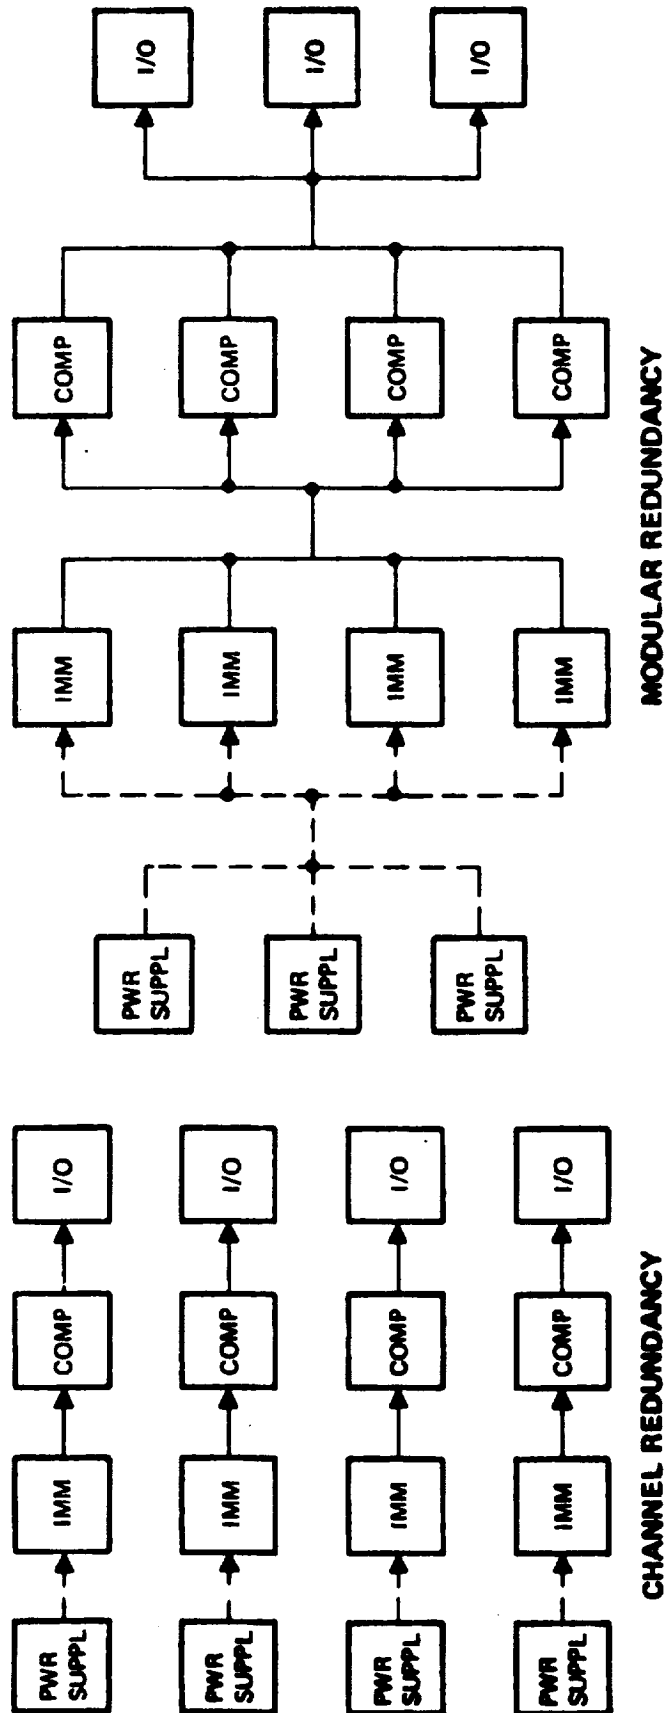 PWR
SUPPL
IMM
COMP
I/O
PWR
SUPPL
IMM
COMP
I/O
PWR
SUPPL
IMM
COMP
I/O
PWR
SUPPL
IMM
COMP
I/O
CHANNEL REDUNDANCY
PWR
SUPPL
PWR
SUPPL
PWR
SUPPL
IMM
IMM
IMM
IMM
COMP
COMP
COMP
COMP
I/O
I/O
I/O
MODULAR REDUNDANCY